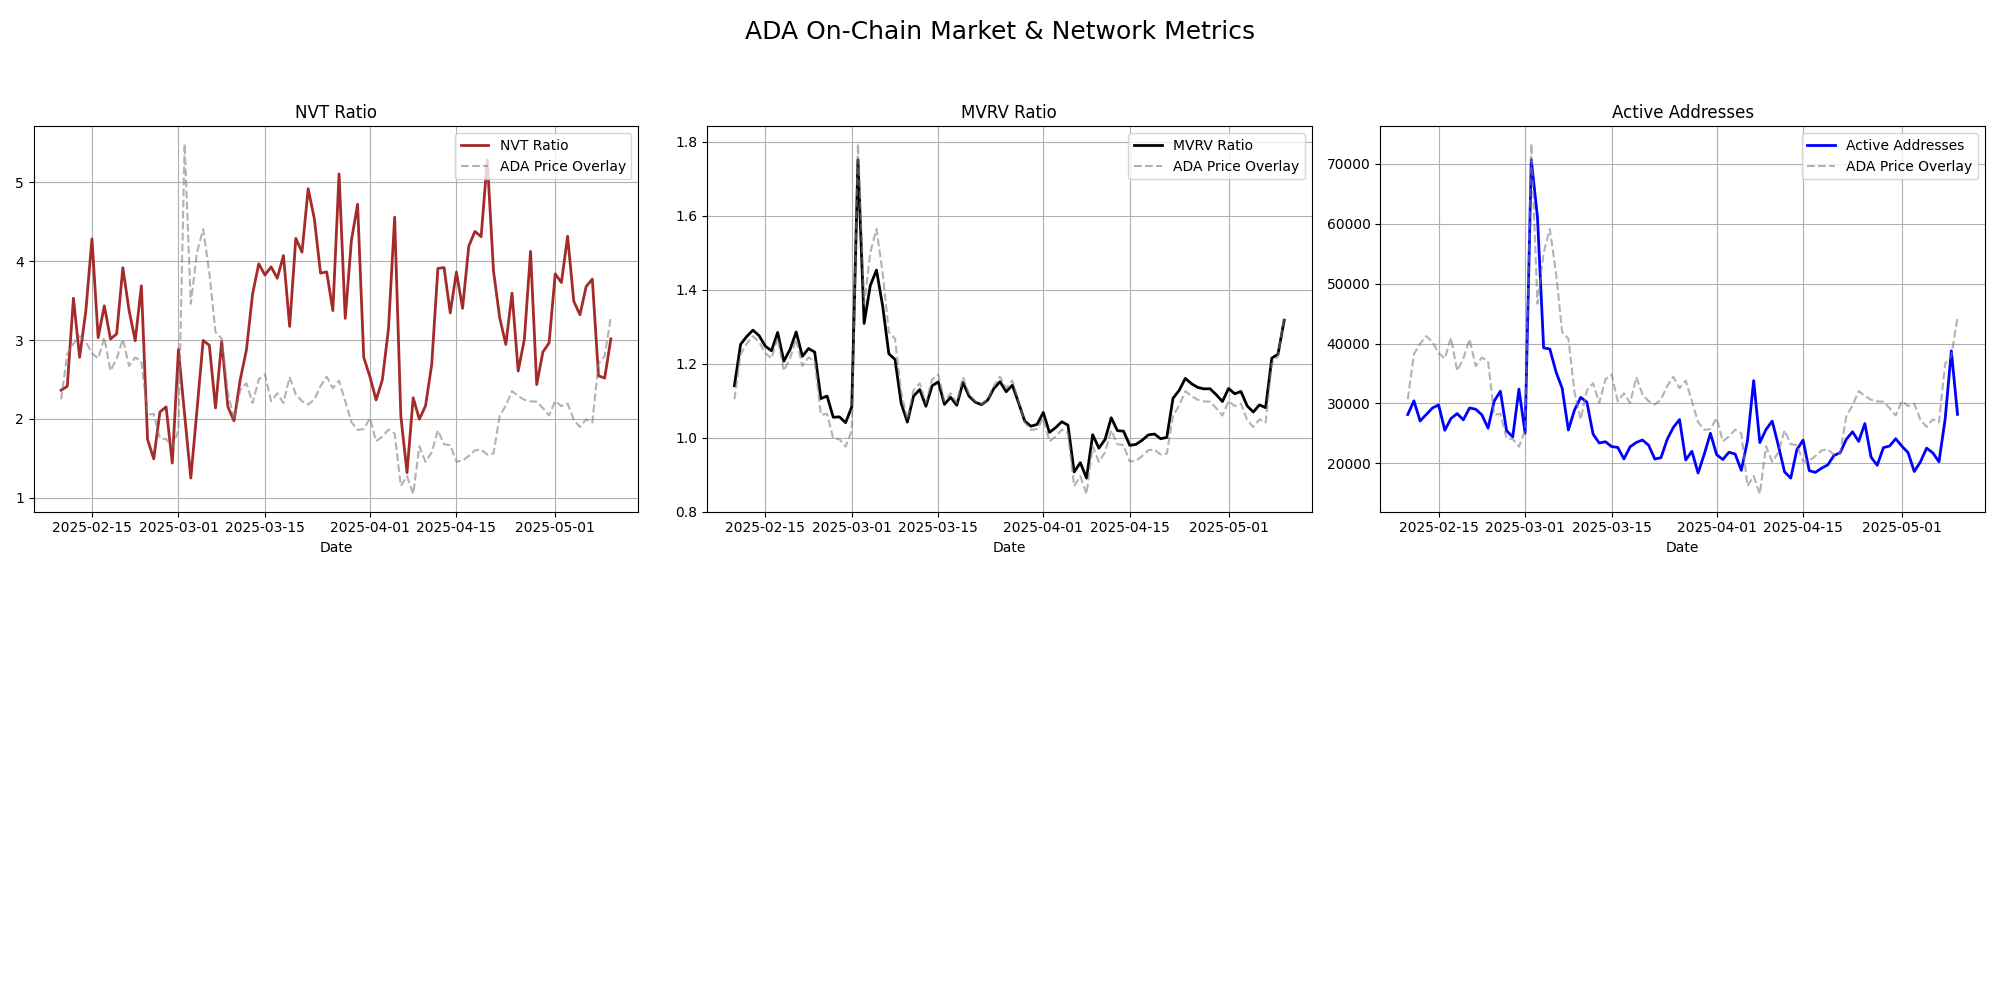 ADA On-Chain Market & Network Metrics
NVT Ratio
NVT Ratio
ADA Price Overlay
5
4
3
2
1
2025-02-15 2025-03-01 2025-03-15 2025-04-01 2025-04-15 2025-05-01
Date
MVRV Ratio
MVRV Ratio
ADA Price Overlay
1.8
1.6
1.4
1.2
1.0
0.8
2025-02-15 2025-03-01 2025-03-15 2025-04-01 2025-04-15 2025-05-01
Date
Active Addresses
Active Addresses
ADA Price Overlay
70000
60000
50000
40000
30000
20000
2025-02-15 2025-03-01 2025-03-15 2025-04-01 2025-04-15 2025-05-01
Date